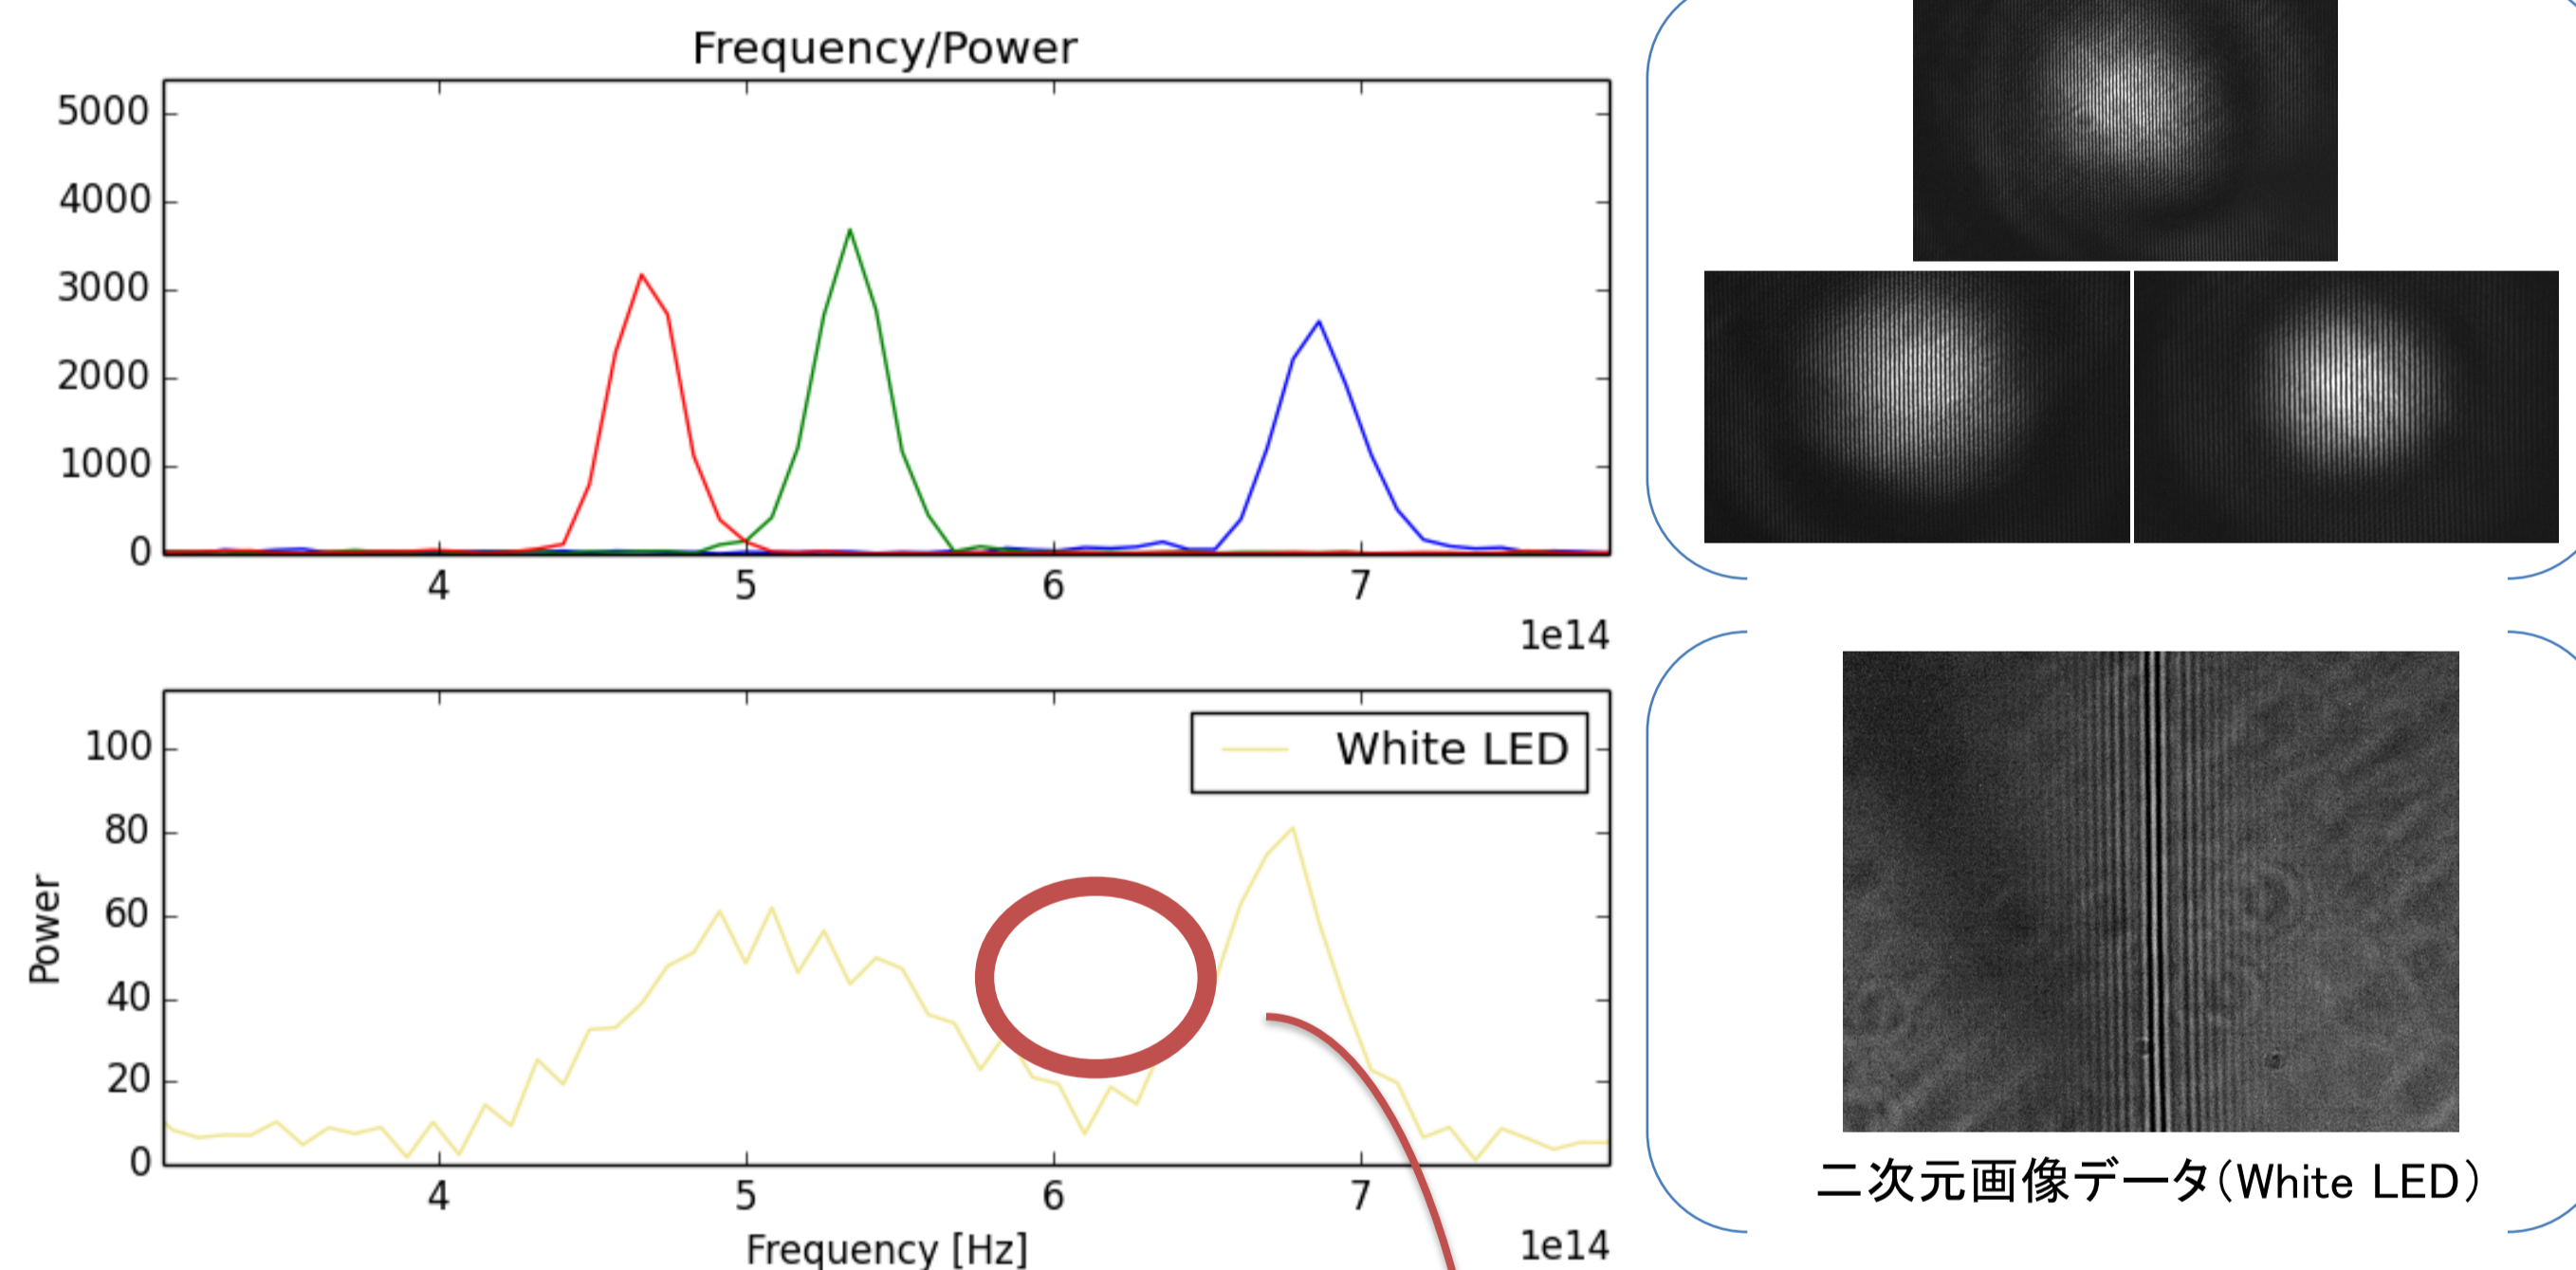 Frequency/Power
5000
4000
3000
2000
1000
0
4 5 6 7
1e14
White LED
100
80
60
40
20
0
Power
4 5 6 7
Frequency [Hz]
1e14
二次元画像データ(White LED)